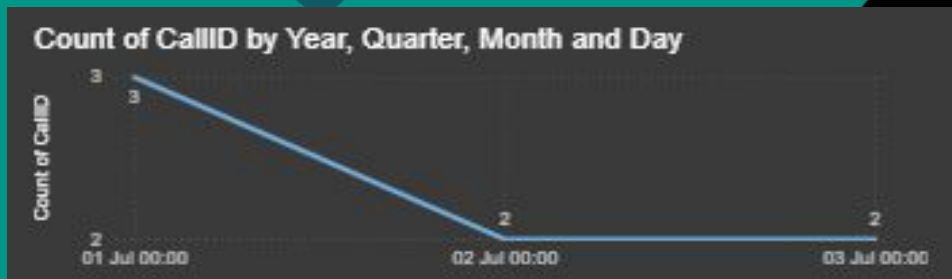 Count of CallID by Year, Quarter, Month and Day
3
3
Count of CallID
2
2
2
01 Jul 00:00
02 Jul 00:00
03 Jul 00:00